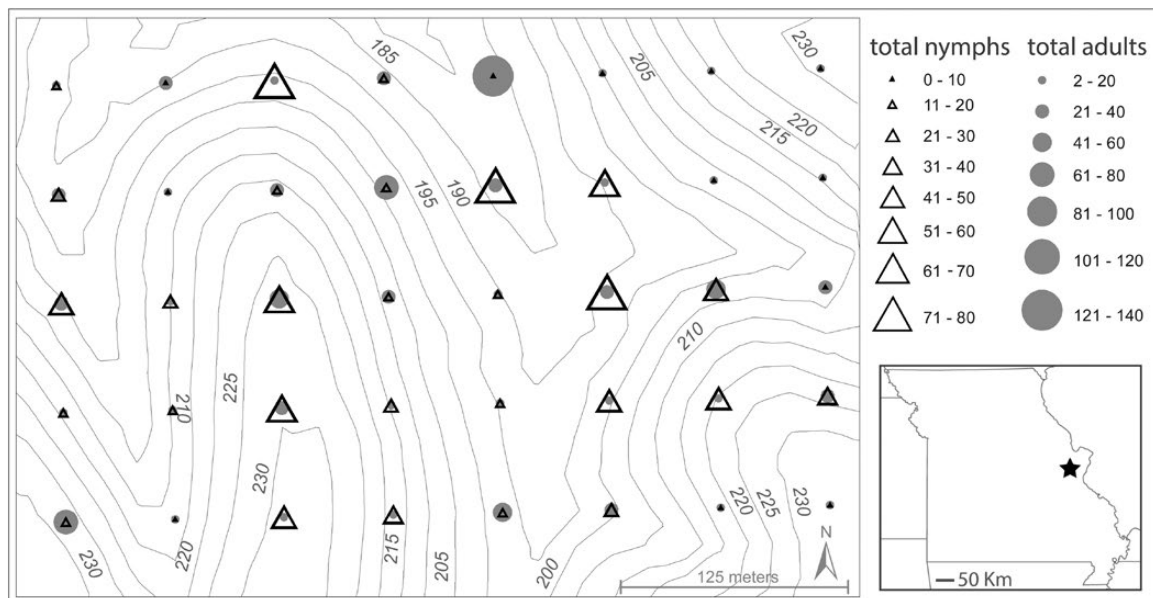 total nymphs
0 - 10
11 - 20
21 - 30
31 - 40
41 - 50
51 - 60
61 - 70
71 - 80
total adults
2 - 20
21 - 40
41 - 60
61 - 80
81 - 100
101 - 120
121 - 140
185
205
230
220
215
195
190
210
225
210
230
220
225
230
230
220
215
205
200
N
125 meters
50 Km